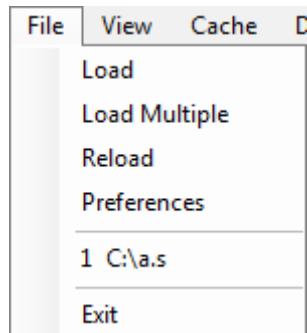 File View Cache D
Load
Load Multiple
Reload
Preferences
1 C:\a.s
Exit